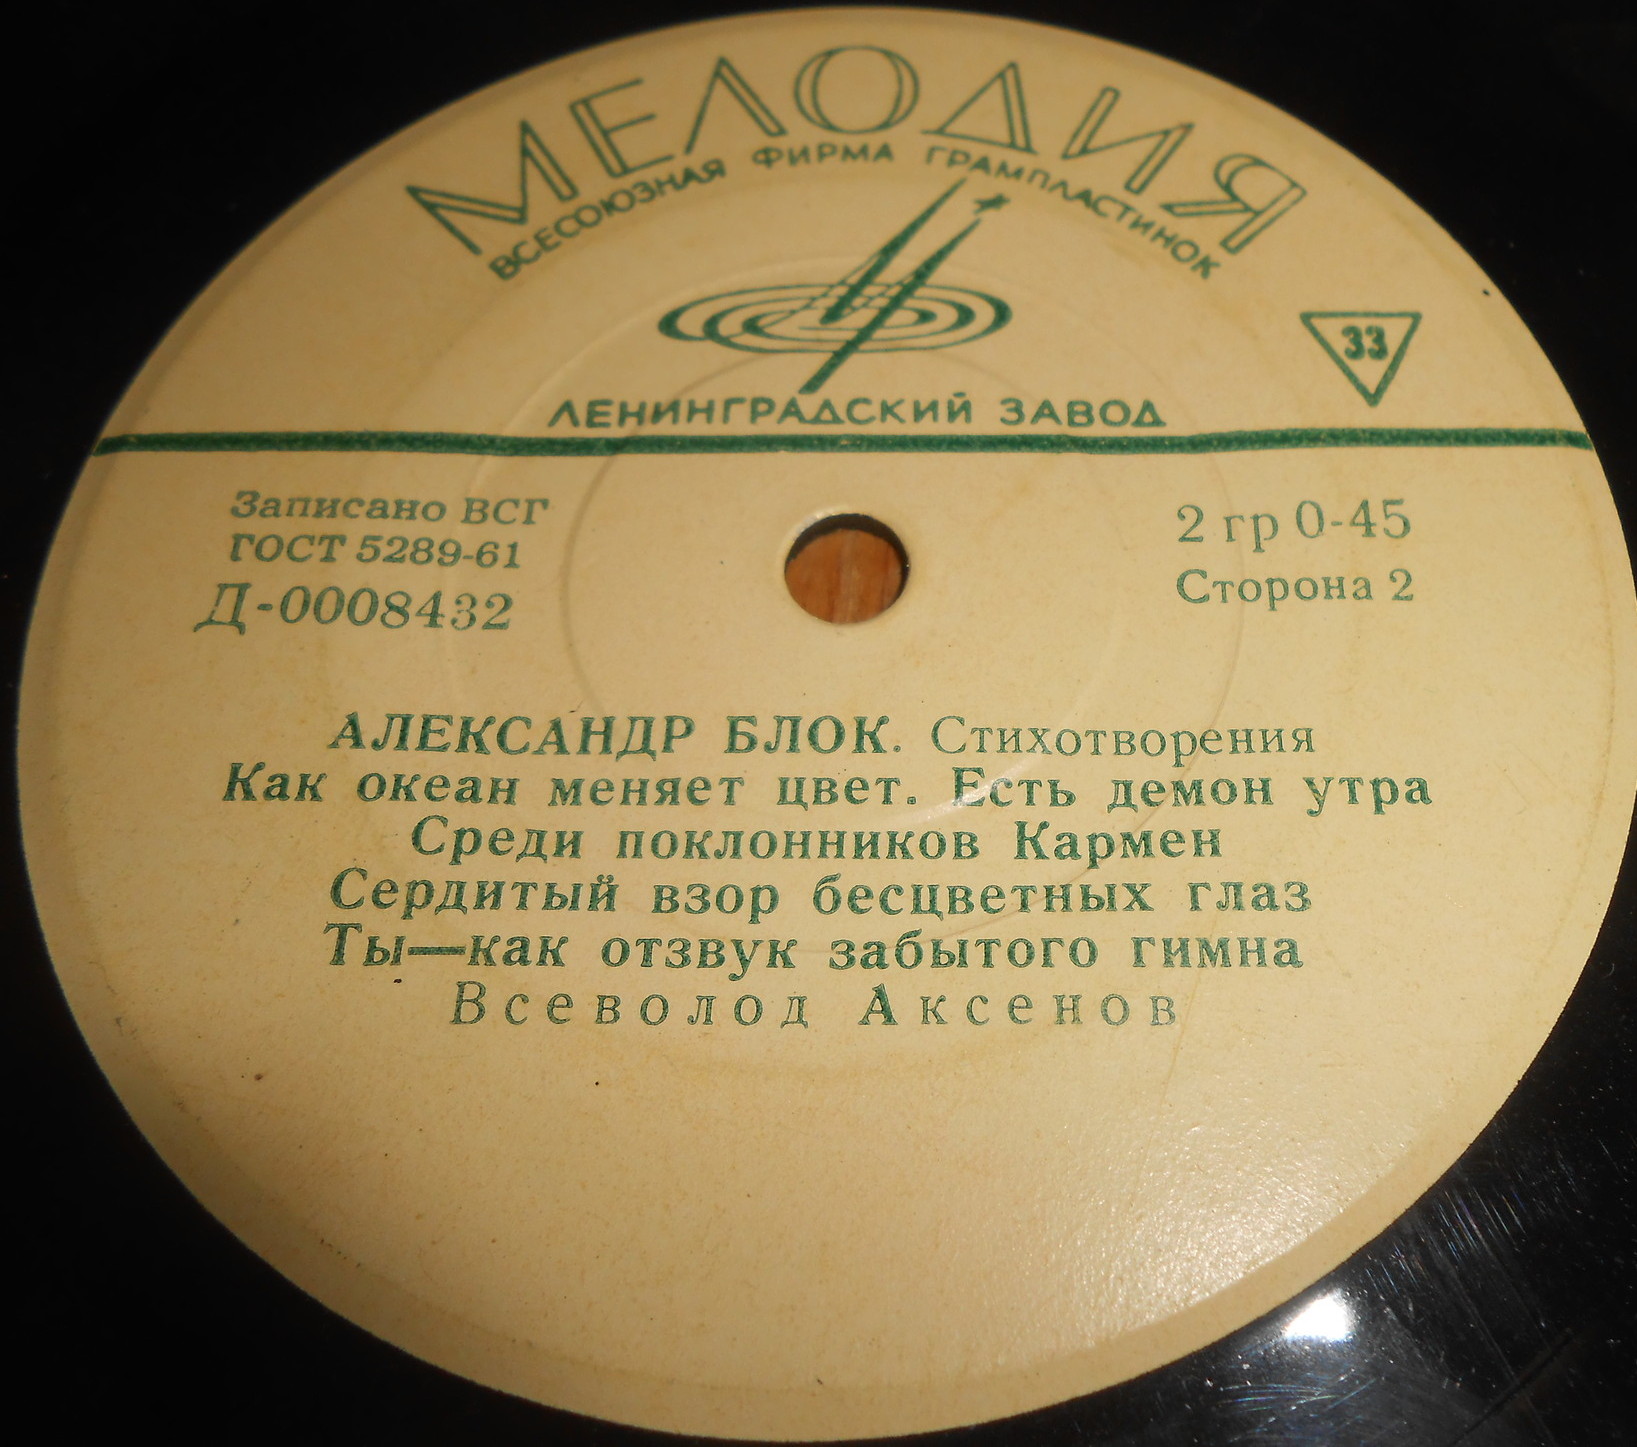 МЕЛОДИЯ
ВСЕСОЮЗНАЯ ФИРМА ГРАМПЛАСТИНОК
33
ЛЕНИНГРАДСКИЙ ЗАВОД
Записано ВСГ
ГОСТ 5289-61
Д-0008432
2 гр 0-45
Сторона 2
АЛЕКСАНДР БЛОК. Стихотворения
Как океан меняет цвет. Есть демон утра
Среди поклонников Кармен
Сердитый взор бесцветных глаз
Ты—как отзвук забытого гимна
Всеволод Аксенов